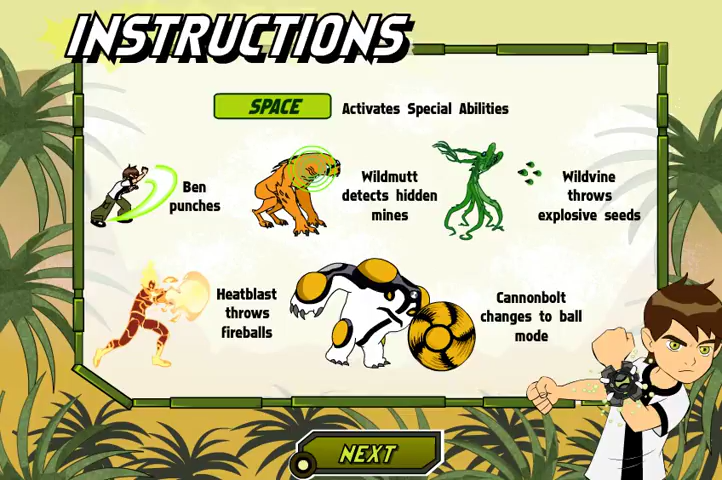 INSTRUCTIONS
SPACE Activates Special Abilities
Ben
punches
Wildmutt
detects hidden
mines
Wildvine
throws
explosive seeds
Heatblast
throws
fireballs
Cannonbolt
changes to ball
mode
NEXT